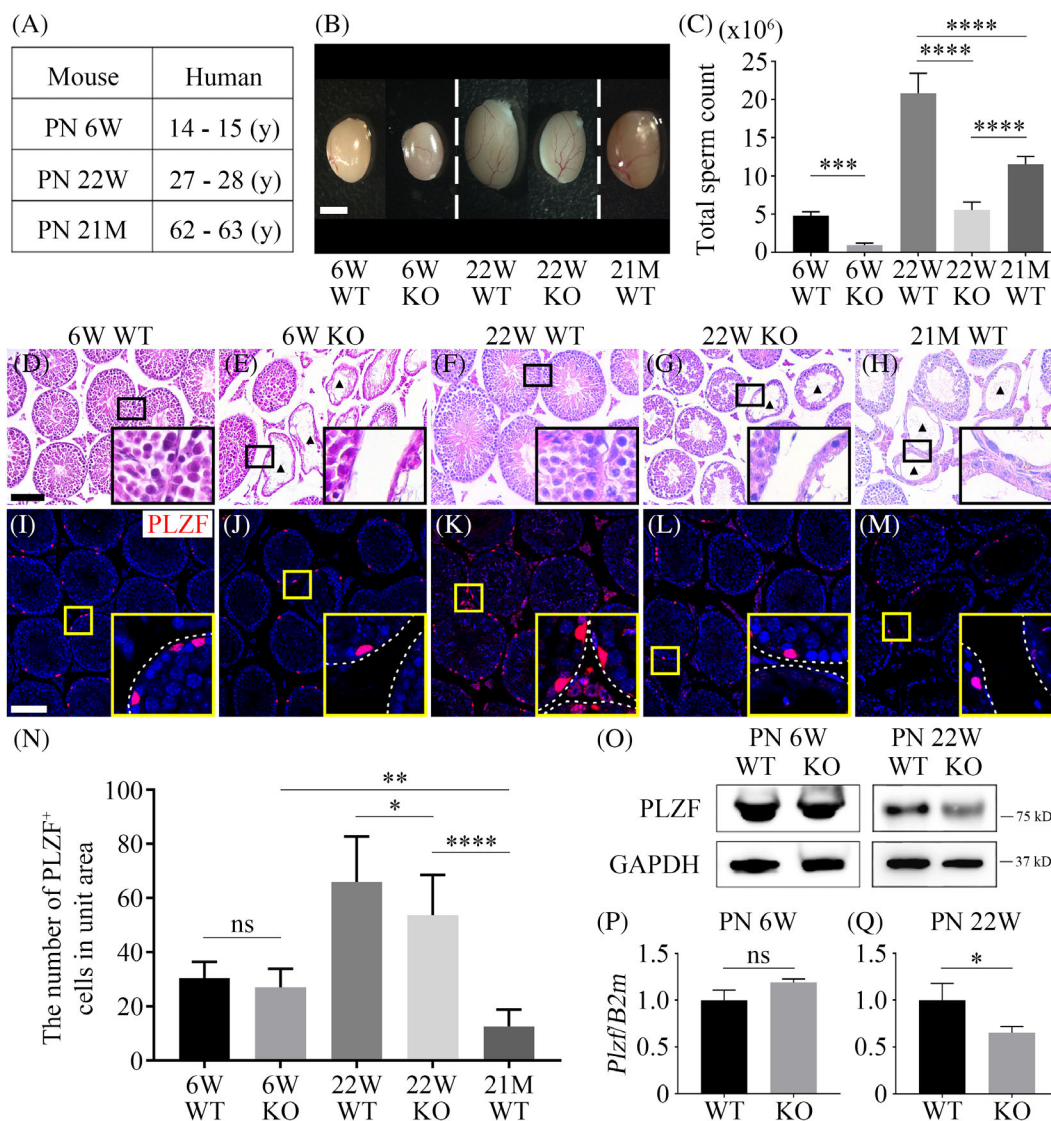 (A)
Mouse Human
PN 6W 14 - 15 (y)
PN 22W 27 - 28 (y)
PN 21M 62 - 63 (y)
(B)
6W WT
6W KO
22W WT
22W KO
21M WT
(C) (x10⁶)
Total sperm count
25
20
15
10
5
0
****
****
****
***
6W WT
6W KO
22W WT
22W KO
21M WT
6W WT
6W KO
22W WT
22W KO
21M WT
(D)
(E)
(F)
(G)
(H)
(I) PLZF
(J)
(K)
(L)
(M)
(N)
The number of PLZF⁺
cells in unit area
100
80
60
40
20
0
**
*
****
ns
6W WT
6W KO
22W WT
22W KO
21M WT
(O)
PN 6W
WT KO
PN 22W
WT KO
PLZF
75 kD
GAPDH
37 kD
(P) PN 6W
Plzf/B2m
1.5
1.0
0.5
0
ns
WT KO
(Q) PN 22W
1.5
1.0
0.5
0
*
WT KO